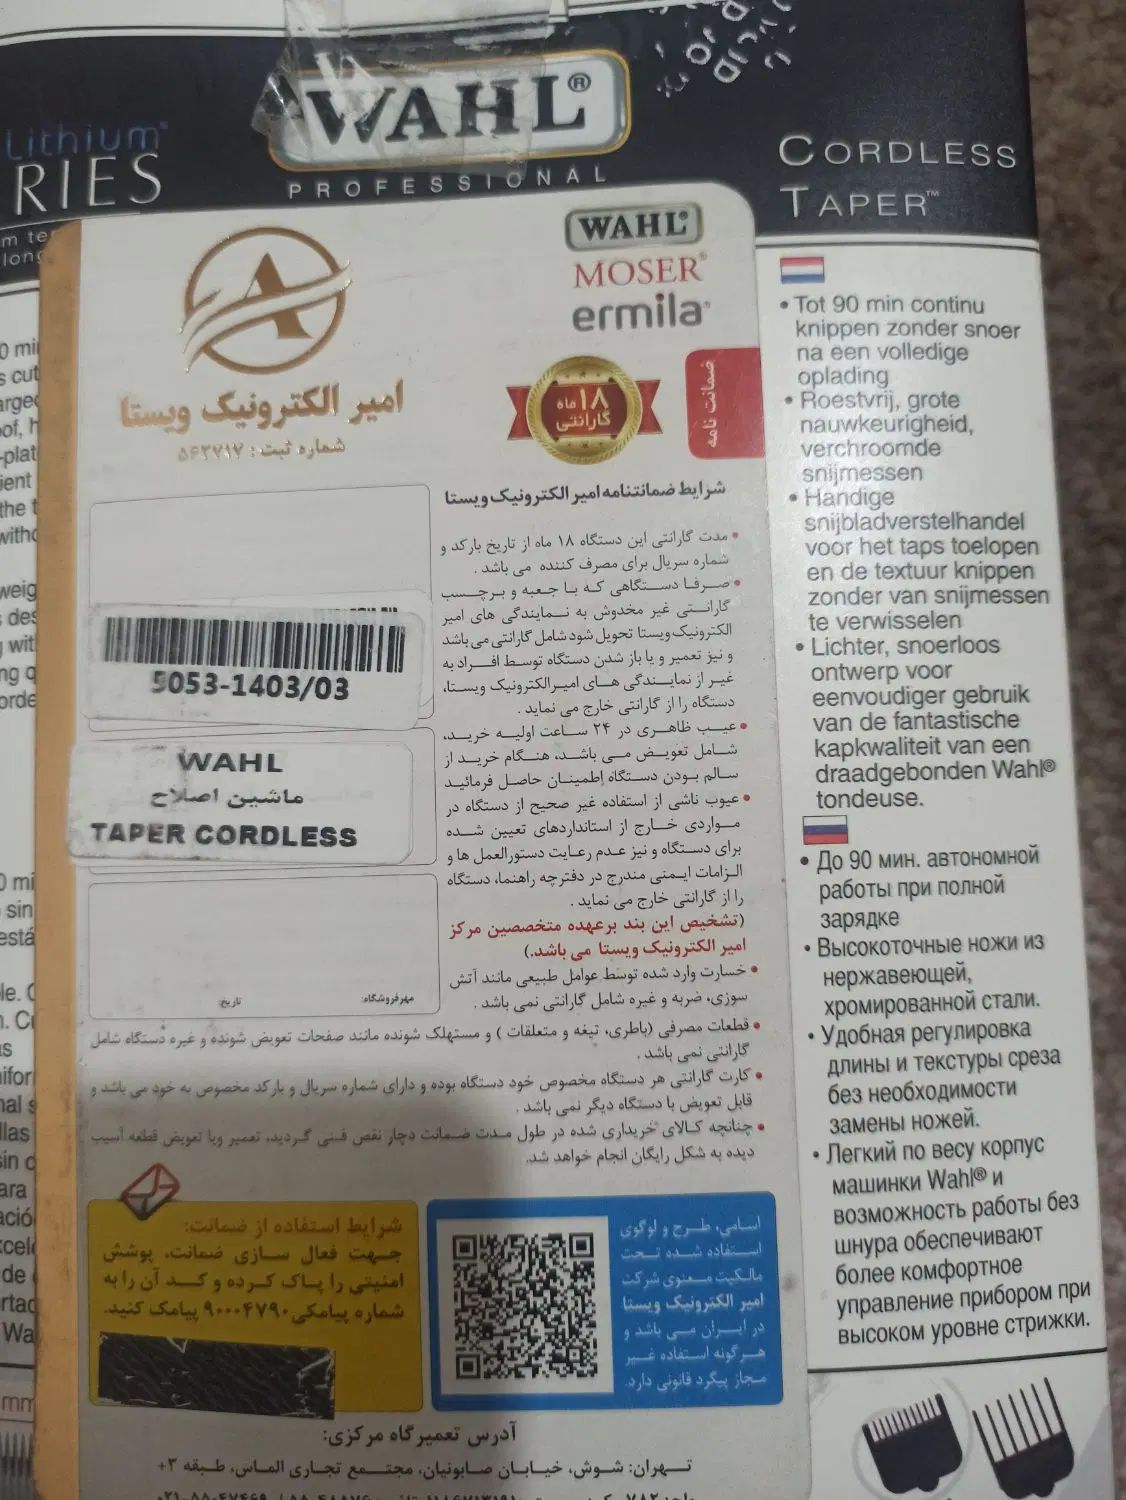 Lithium
RIES
WAHL®
PROFESSIONAL
CORDLESS
TAPER™
WAHL®
MOSER®
ermila®
امیر الکترونیک ویستا
شماره ثبت: ۵۶۳۷۱۷
۱۸ ماه
گارانتی
ضمانت نامه
شرایط ضمانتنامه امیر الکترونیک ویستا
• مدت گارانتی این دستگاه ۱۸ ماه از تاریخ بارکد و
شماره سریال برای مصرف کننده می باشد .
• صرفا دستگاهی که با جعبه و برچسب
گارانتی غیر مخدوش به نمایندگی های امیر
الکترونیک ویستا تحویل شود شامل گارانتی می باشد
و نیز تعمیر و یا باز شدن دستگاه توسط افراد به
غیر از نمایندگی های امیرالکترونیک ویستا،
دستگاه را از گارانتی خارج می نماید .
• عیب ظاهری در ۲۴ ساعت اولیه خرید،
شامل تعویض می باشد، هنگام خرید از
سالم بودن دستگاه اطمینان حاصل فرمائید
• عیوب ناشی از استفاده غیر صحیح از دستگاه در
مواردی خارج از استانداردهای تعیین شده
برای دستگاه و نیز عدم رعایت دستورالعمل ها و
الزامات ایمنی مندرج در دفترچه راهنما، دستگاه
را از گارانتی خارج می نماید .
(تشخیص این بند برعهده متخصصین مرکز
امیر الکترونیک ویستا می باشد.)
• خسارت وارد شده توسط عوامل طبیعی مانند آتش
سوزی، ضربه و غیره شامل گارانتی نمی باشد .
• قطعات مصرفی (باطری، تیغه و متعلقات ) و مستهلک شونده مانند صفحات تعویض شونده و غیره دستگاه شامل
گارانتی نمی باشد .
• کارت گارانتی هر دستگاه مخصوص خود دستگاه بوده و دارای شماره سریال و بارکد مخصوص به خود می باشد و
قابل تعویض با دستگاه دیگر نمی باشد .
• چنانچه کالای خریداری شده در طول مدت ضمانت دچار نقص فنی گردید، تعمیر ویا تعویض قطعه آسیب
دیده به شکل رایگان انجام خواهد شد.
5053-1403/03
WAHL
ماشین اصلاح
TAPER CORDLESS
مهرفروشگاه:
تاریخ:
شرایط استفاده از ضمانت:
جهت فعال سازی ضمانت، پوشش
امنیتی را پاک کرده و کد آن را به
شماره پیامکی ۹۰۰۰۴۷۹۰ پیامک کنید.
اسامی، طرح و لوگوی
استفاده شده تحت
مالکیت معنوی شرکت
امیر الکترونیک ویستا
در ایران می باشد و
هرگونه استفاده غیر
مجاز پیگرد قانونی دارد.
آدرس تعمیرگاه مرکزی:
تهران: شوش، خیابان صابونیان، مجتمع تجاری الماس، طبقه ۳+
• Tot 90 min continu
knippen zonder snoer
na een volledige
oplading
• Roestvrij, grote
nauwkeurigheid,
verchroomde
snijmessen
• Handige
snijbladverstelhandel
voor het taps toelopen
en de textuur knippen
zonder van snijmessen
te verwisselen
• Lichter, snoerloos
ontwerp voor
eenvoudiger gebruik
van de fantastische
kapkwaliteit van een
draadgebonden Wahl®
tondeuse.
• До 90 мин. автономной
работы при полной
зарядке
• Высокоточные ножи из
нержавеющей,
хромированной стали.
• Удобная регулировка
длины и текстуры среза
без необходимости
замены ножей.
• Легкий по весу корпус
машинки Wahl® и
возможность работы без
шнура обеспечивают
более комфортное
управление прибором при
высоком уровне стрижки.